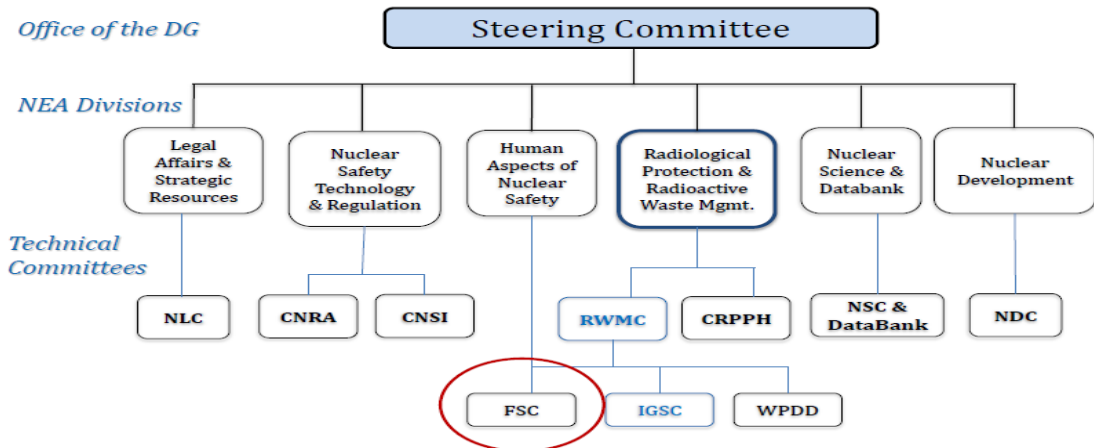 Office of the DG
Steering Committee
NEA Divisions
Legal
Affairs &
Strategic
Resources
Nuclear
Safety
Technology
& Regulation
Human
Aspects of
Nuclear
Safety
Radiological
Protection &
Radioactive
Waste Mgmt.
Nuclear
Science &
Databank
Nuclear
Development
Technical
Committees
NLC
CNRA
CNSI
RWMC
CRPPH
NSC &
DataBank
NDC
FSC
IGSC
WPDD